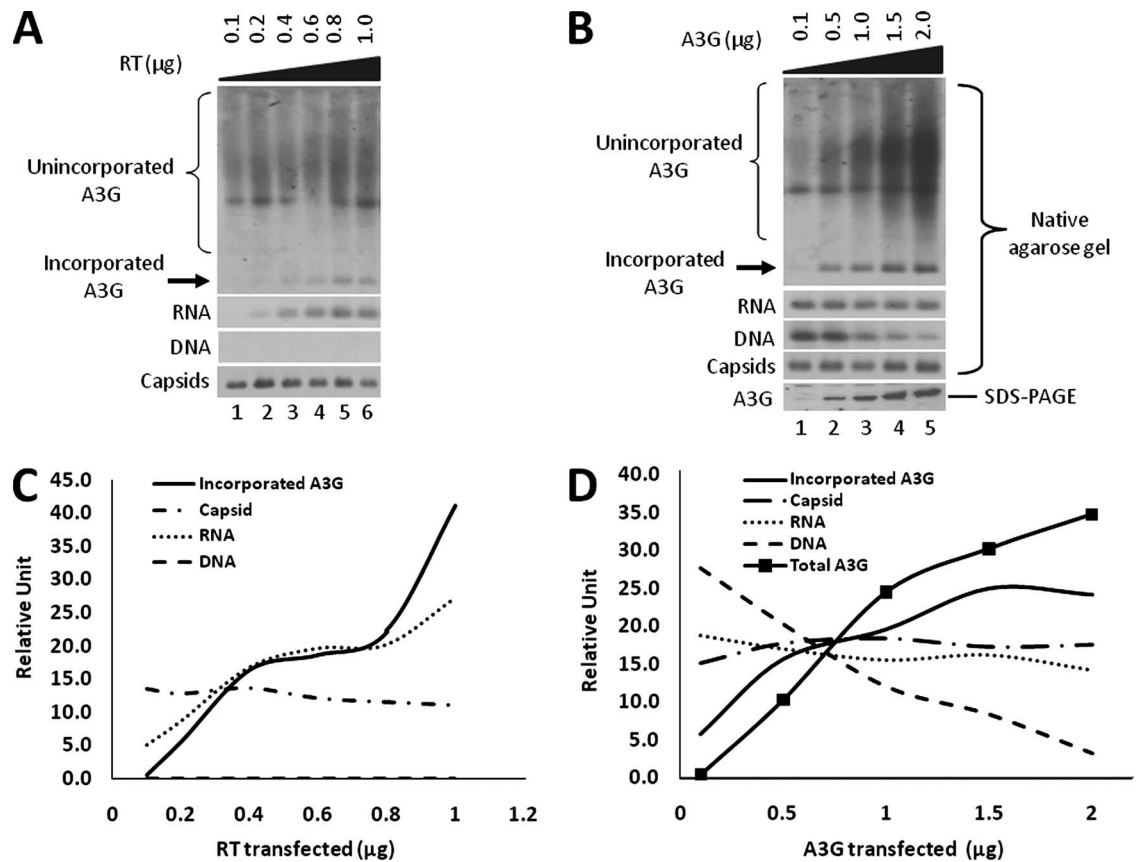 A
0.1 0.2 0.4 0.6 0.8 1.0
RT (μg)
Unincorporated
A3G
Incorporated
A3G
RNA
DNA
Capsids
1 2 3 4 5 6
B
0.1 0.5 1.0 1.5 2.0
A3G (μg)
Unincorporated
A3G
Incorporated
A3G
RNA
DNA
Capsids
A3G
Native
agarose gel
SDS-PAGE
1 2 3 4 5
C
Incorporated A3G
Capsid
RNA
DNA
Relative Unit
45.0
40.0
35.0
30.0
25.0
20.0
15.0
10.0
5.0
0.0
0 0.2 0.4 0.6 0.8 1 1.2
RT transfected (μg)
D
Incorporated A3G
Capsid
RNA
DNA
Total A3G
Relative Unit
40.0
35.0
30.0
25.0
20.0
15.0
10.0
5.0
0.0
0 0.5 1 1.5 2
A3G transfected (μg)